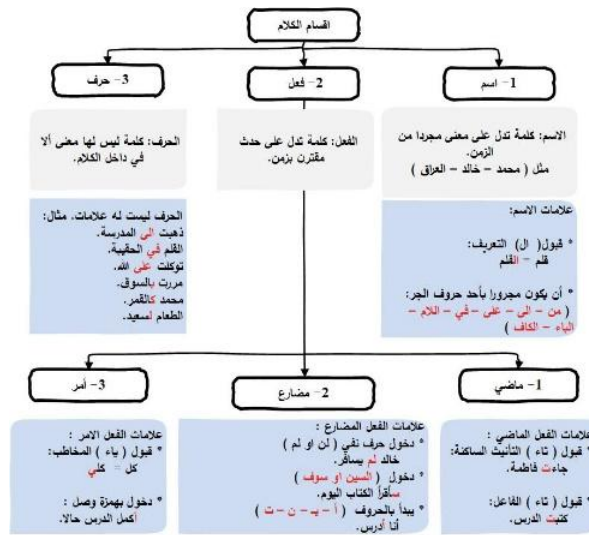 اقسام الكلام
1- اسم
2- فعل
3- حرف
الاسم: كلمة تدل على معنى مجردا من
الزمن.
مثل ( محمد – خالد – العراق )
الفعل: كلمة تدل على حدث
مقترن بزمن.
الحرف: كلمة ليس لها معنى ألا
في داخل الكلام.
علامات الاسم:
* قبول( ال) التعريف:
قلم – القلم
* أن يكون مجرورا بأحد حروف الجر:
( من – الى – على – في – اللام –
الباء – الكاف )
الحرف ليست له علامات. مثال:
ذهبت الى المدرسة.
القلم في الحقيبة.
توكلت على الله.
مررت بالسوق.
محمد كالقمر.
الطعام لسعيد.
1- ماضي
2- مضارع
3- أمر
علامات الفعل الماضي :
* قبول ( تاء ) التأنيث الساكنة:
جاءت فاطمة.
* قبول ( تاء ) الفاعل:
كتبت الدرس.
علامات الفعل المضارع :
* دخول حرف نفي ( لن او لم )
خالد لم يسافر.
* دخول ( السين او سوف )
سأقرأ الكتاب اليوم.
* يبدأ بالحروف ( أ – يـ – ن – ت )
أنا أدرس.
علامات الفعل الامر :
* قبول ( ياء ) المخاطب:
كل = كلي
* دخول بهمزة وصل :
أكمل الدرس حالا.